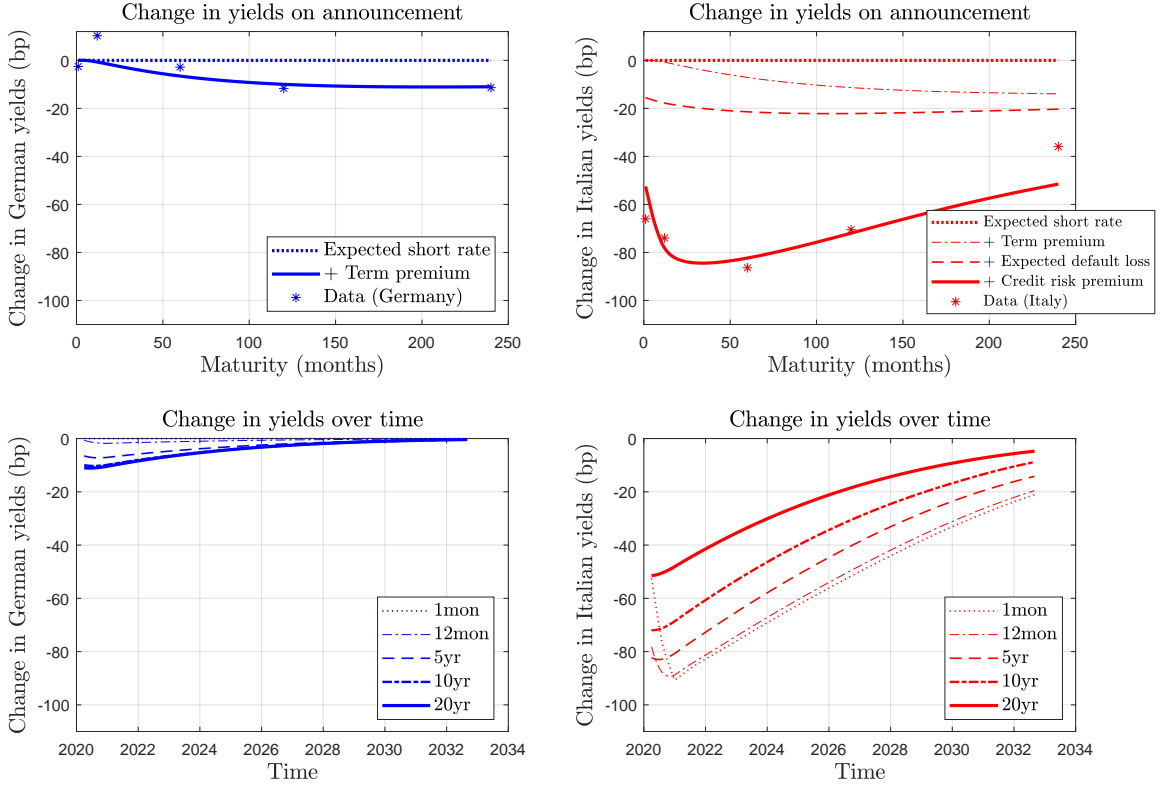 Change in yields on announcement
Change in German yields (bp)
0
-20
-40
-60
-80
-100
0
50
100
150
200
250
Maturity (months)
Expected short rate
+ Term premium
Data (Germany)
Change in yields on announcement
Change in Italian yields (bp)
0
-20
-40
-60
-80
-100
0
50
100
150
200
250
Maturity (months)
Expected short rate
+ Term premium
+ Expected default loss
+ Credit risk premium
Data (Italy)
Change in yields over time
Change in German yields (bp)
0
-20
-40
-60
-80
-100
2020
2022
2024
2026
2028
2030
2032
2034
Time
1mon
12mon
5yr
10yr
20yr
Change in yields over time
Change in Italian yields (bp)
0
-20
-40
-60
-80
-100
2020
2022
2024
2026
2028
2030
2032
2034
Time
1mon
12mon
5yr
10yr
20yr